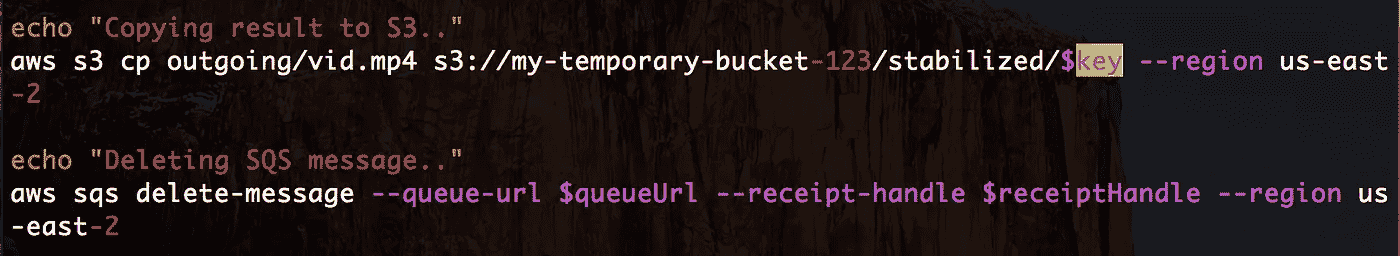 echo "Copying result to S3.."
aws s3 cp outgoing/vid.mp4 s3://my-temporary-bucket-123/stabilized/$key --region us-east
-2
echo "Deleting SQS message.."
aws sqs delete-message --queue-url $queueUrl --receipt-handle $receiptHandle --region us
-east-2